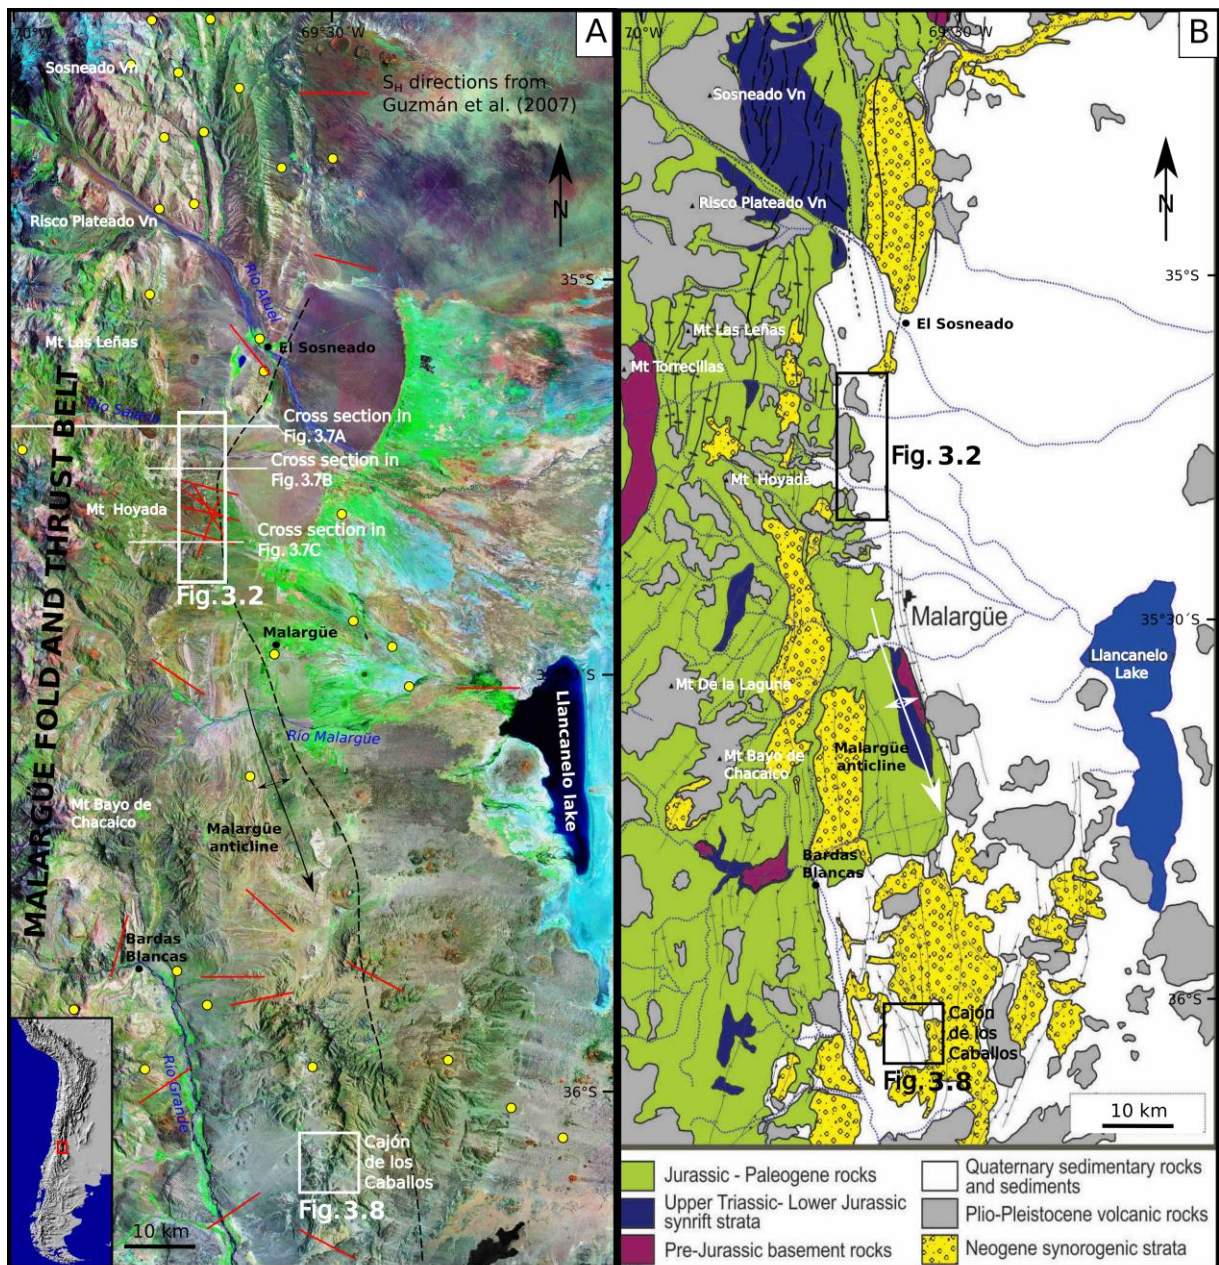 A
70°W
69°30'W
Sosneado Vn
S_H directions from
Guzmán et al. (2007)
N
Risco Plateado Vn
Río Atuel
35°S
Mt Las Leñas
El Sosneado
Río Salado
Cross section in
Fig. 3.7A
Cross section in
Fig. 3.7B
Mt Hoyada
Cross section in
Fig. 3.7C
Fig. 3.2
MALARGÜE FOLD AND THRUST BELT
Malargüe
Llancanelo lake
Río Malargüe
Mt Bayo de
Chacaico
Malargüe
anticline
Bardas
Blancas
Río Grande
36°S
Cajón
de los
Caballos
Fig. 3.8
10 km
B
70°W
69°30'W
Sosneado Vn
Risco Plateado Vn
N
35°S
El Sosneado
Mt Las Leñas
Mt Torrecillas
Fig. 3.2
Mt Hoyada
Malargüe
35°30'S
Llancanelo
Lake
Mt De la Laguna
Malargüe
anticline
Mt Bayo de
Chacaico
Bardas
Blancas
36°S
Cajón
de los
Caballos
Fig. 3.8
10 km
Jurassic - Paleogene rocks
Upper Triassic- Lower Jurassic
synrift strata
Pre-Jurassic basement rocks
Quaternary sedimentary rocks
and sediments
Plio-Pleistocene volcanic rocks
Neogene synorogenic strata